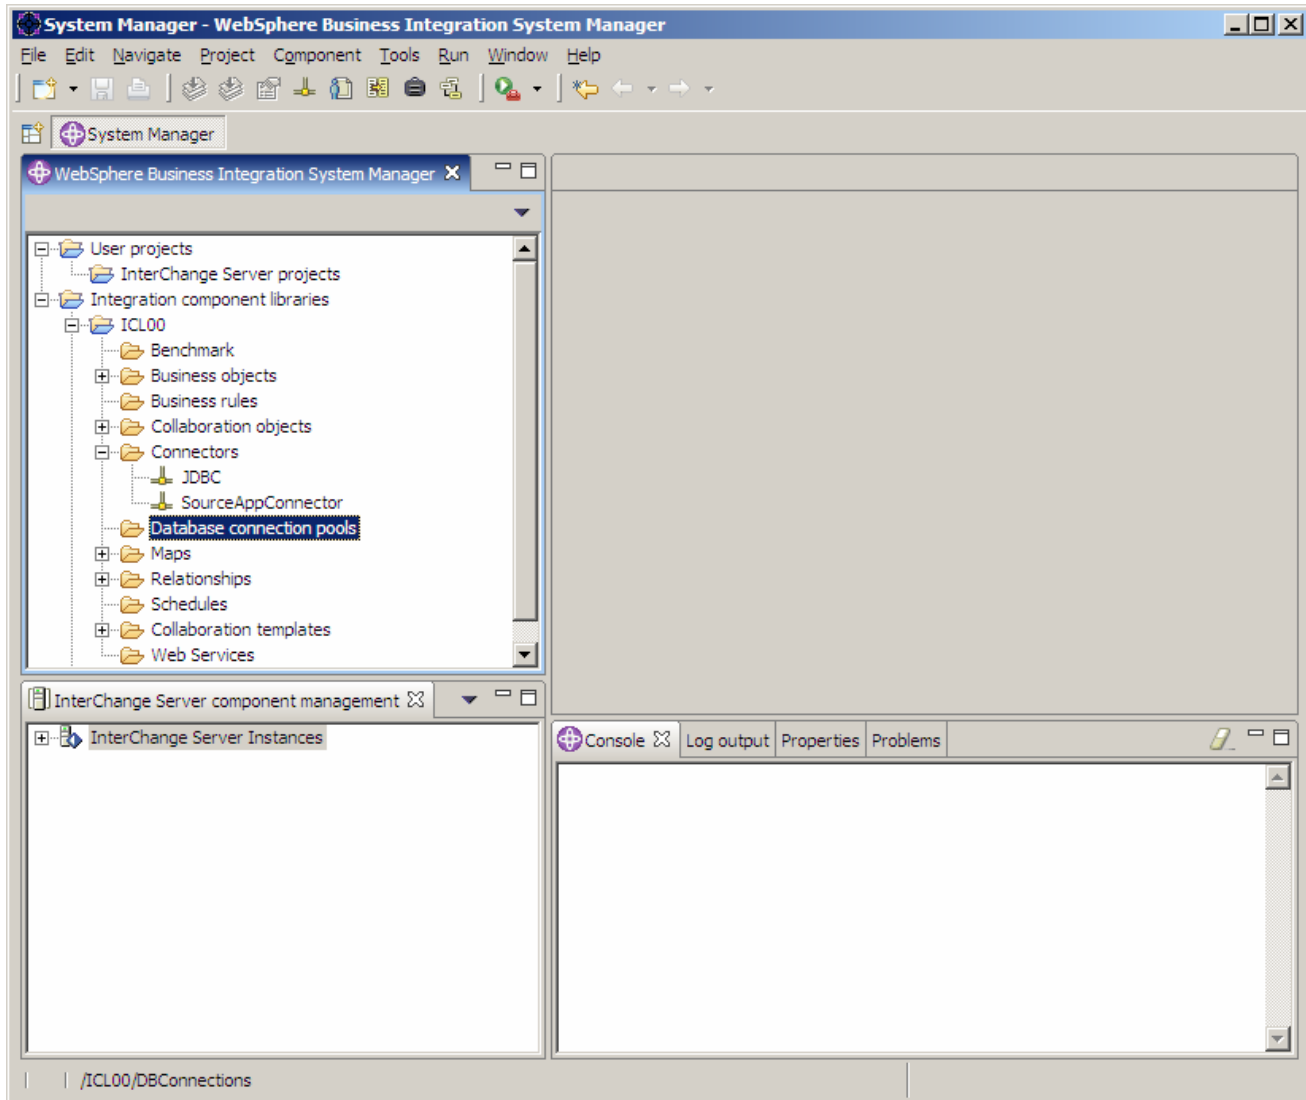 System Manager - WebSphere Business Integration System Manager
File Edit Navigate Project Component Tools Run Window Help
System Manager
WebSphere Business Integration System Manager
User projects
InterChange Server projects
Integration component libraries
ICL00
Benchmark
Business objects
Business rules
Collaboration objects
Connectors
JDBC
SourceAppConnector
Database connection pools
Maps
Relationships
Schedules
Collaboration templates
Web Services
InterChange Server component management
InterChange Server Instances
Console Log output Properties Problems
/ICL00/DBConnections